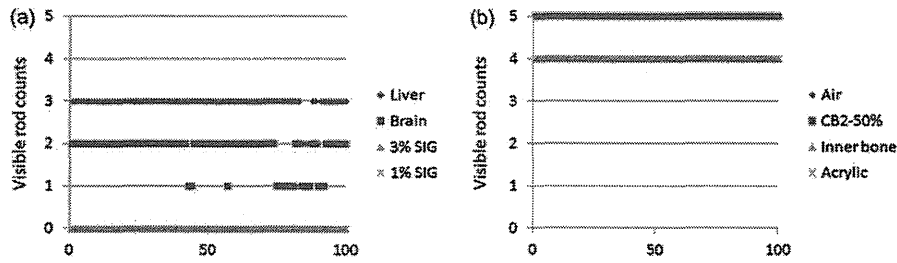 (a)
Visible rod counts
5
4
3
2
1
0
0
50
100
Liver
Brain
3% SIG
1% SIG
(b)
Visible rod counts
5
4
3
2
1
0
0
50
100
Air
CB2-50%
Inner bone
Acrylic